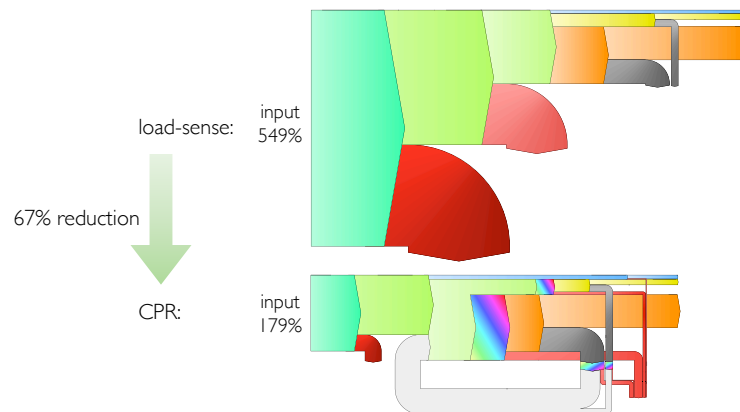 load-sense:
input
549%
67% reduction
CPR:
input
179%